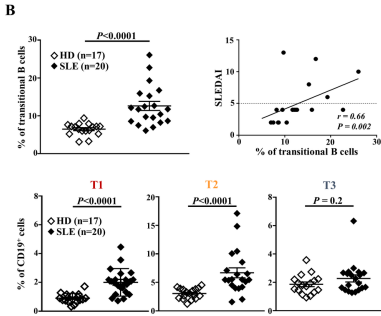 B
P<0.0001
HD (n=17)
SLE (n=20)
% of transitional B cells
30
20
10
0
SLEDAI
15
10
5
0
r = 0.66
P = 0.002
0 10 20 30
% of transitional B cells
T1
T2
T3
HD (n=17)
SLE (n=20)
P<0.0001
% of CD19⁺ cells
6
4
2
0
P<0.0001
20
15
10
5
0
P = 0.2
8
6
4
2
0